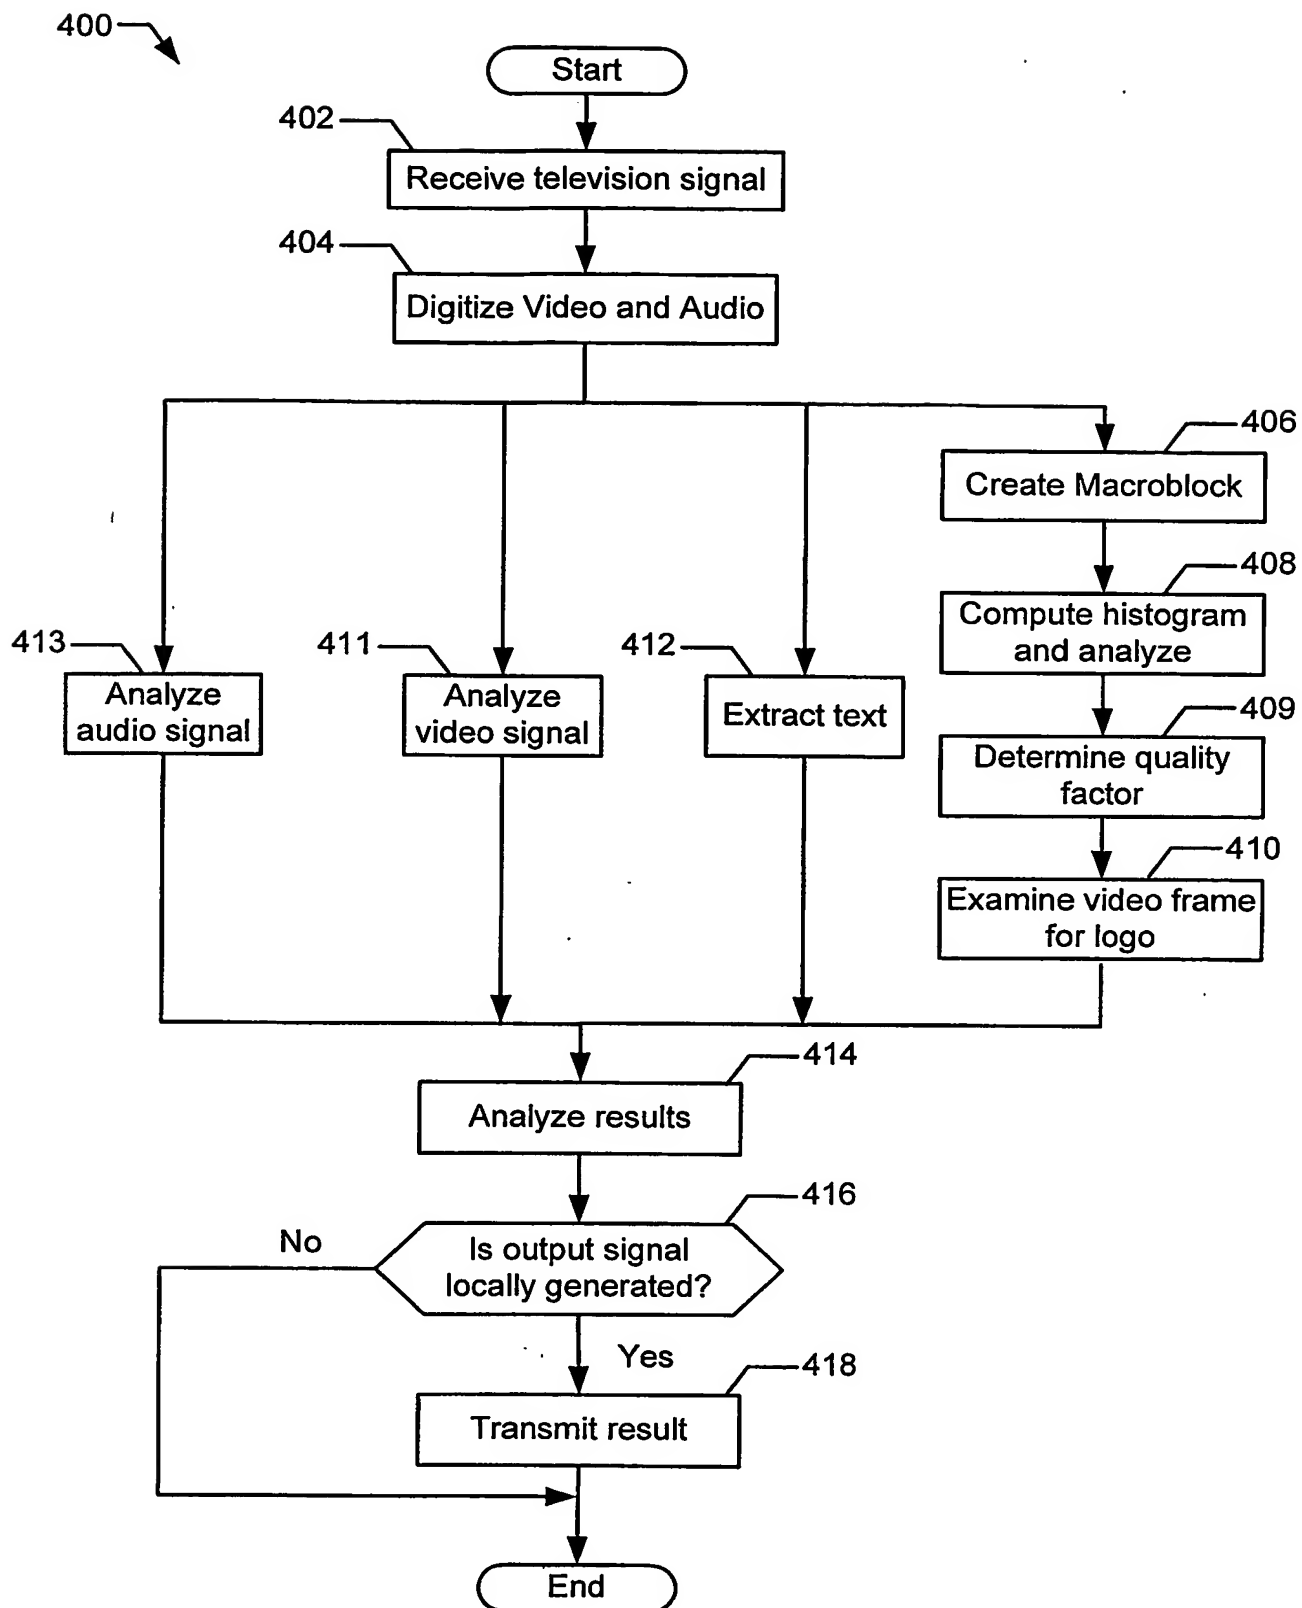 400
Start
402
Receive television signal
404
Digitize Video and Audio
406
Create Macroblock
408
Compute histogram
and analyze
413
Analyze
audio signal
411
Analyze
video signal
412
Extract text
409
Determine quality
factor
410
Examine video frame
for logo
414
Analyze results
416
Is output signal
locally generated?
No
Yes
418
Transmit result
End